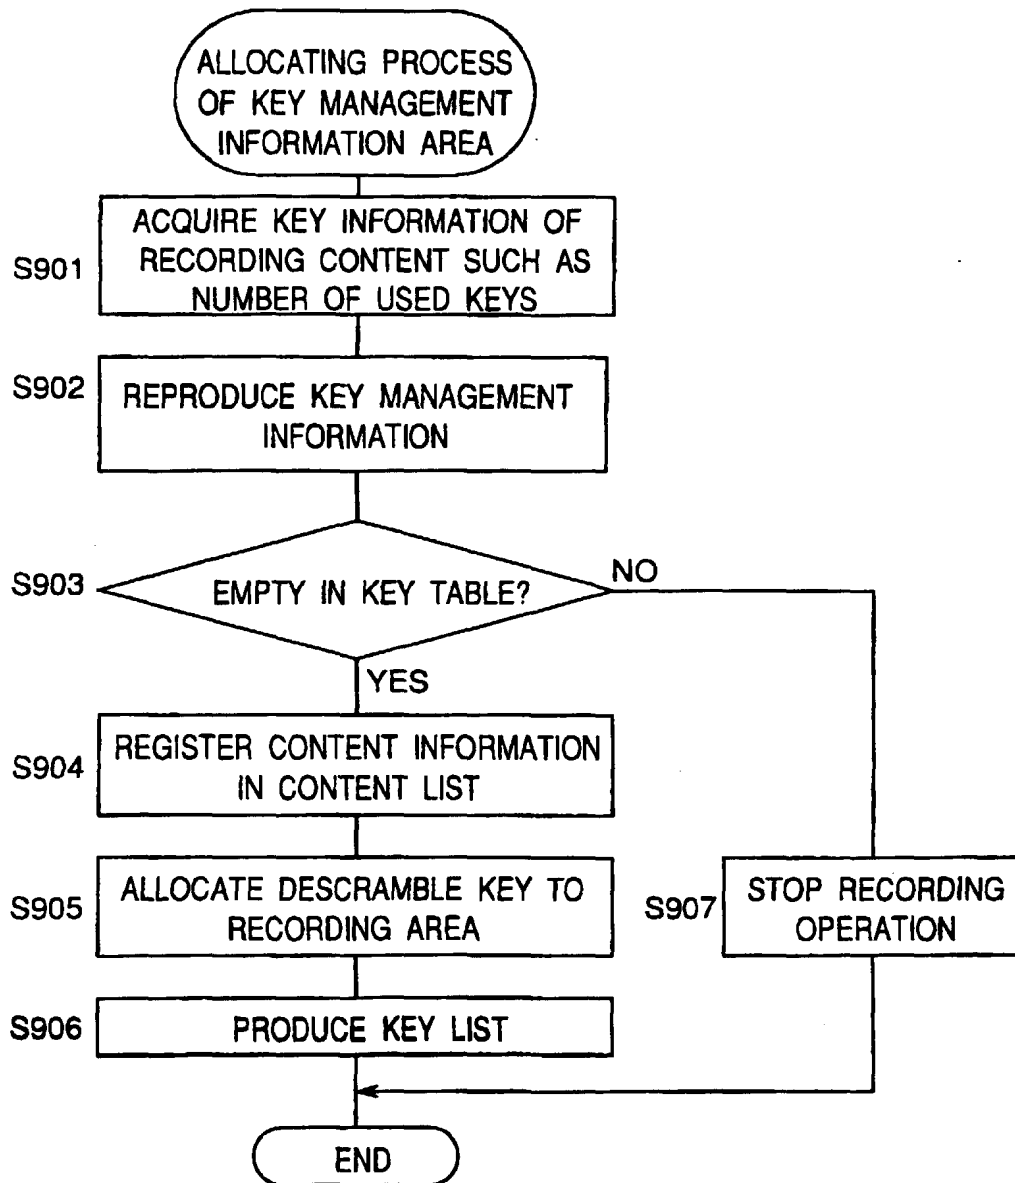 ALLOCATING PROCESS
OF KEY MANAGEMENT
INFORMATION AREA
S901
ACQUIRE KEY INFORMATION OF
RECORDING CONTENT SUCH AS
NUMBER OF USED KEYS
S902
REPRODUCE KEY MANAGEMENT
INFORMATION
S903
EMPTY IN KEY TABLE?
NO
YES
S904
REGISTER CONTENT INFORMATION
IN CONTENT LIST
S905
ALLOCATE DESCRAMBLE KEY TO
RECORDING AREA
S907
STOP RECORDING
OPERATION
S906
PRODUCE KEY LIST
END